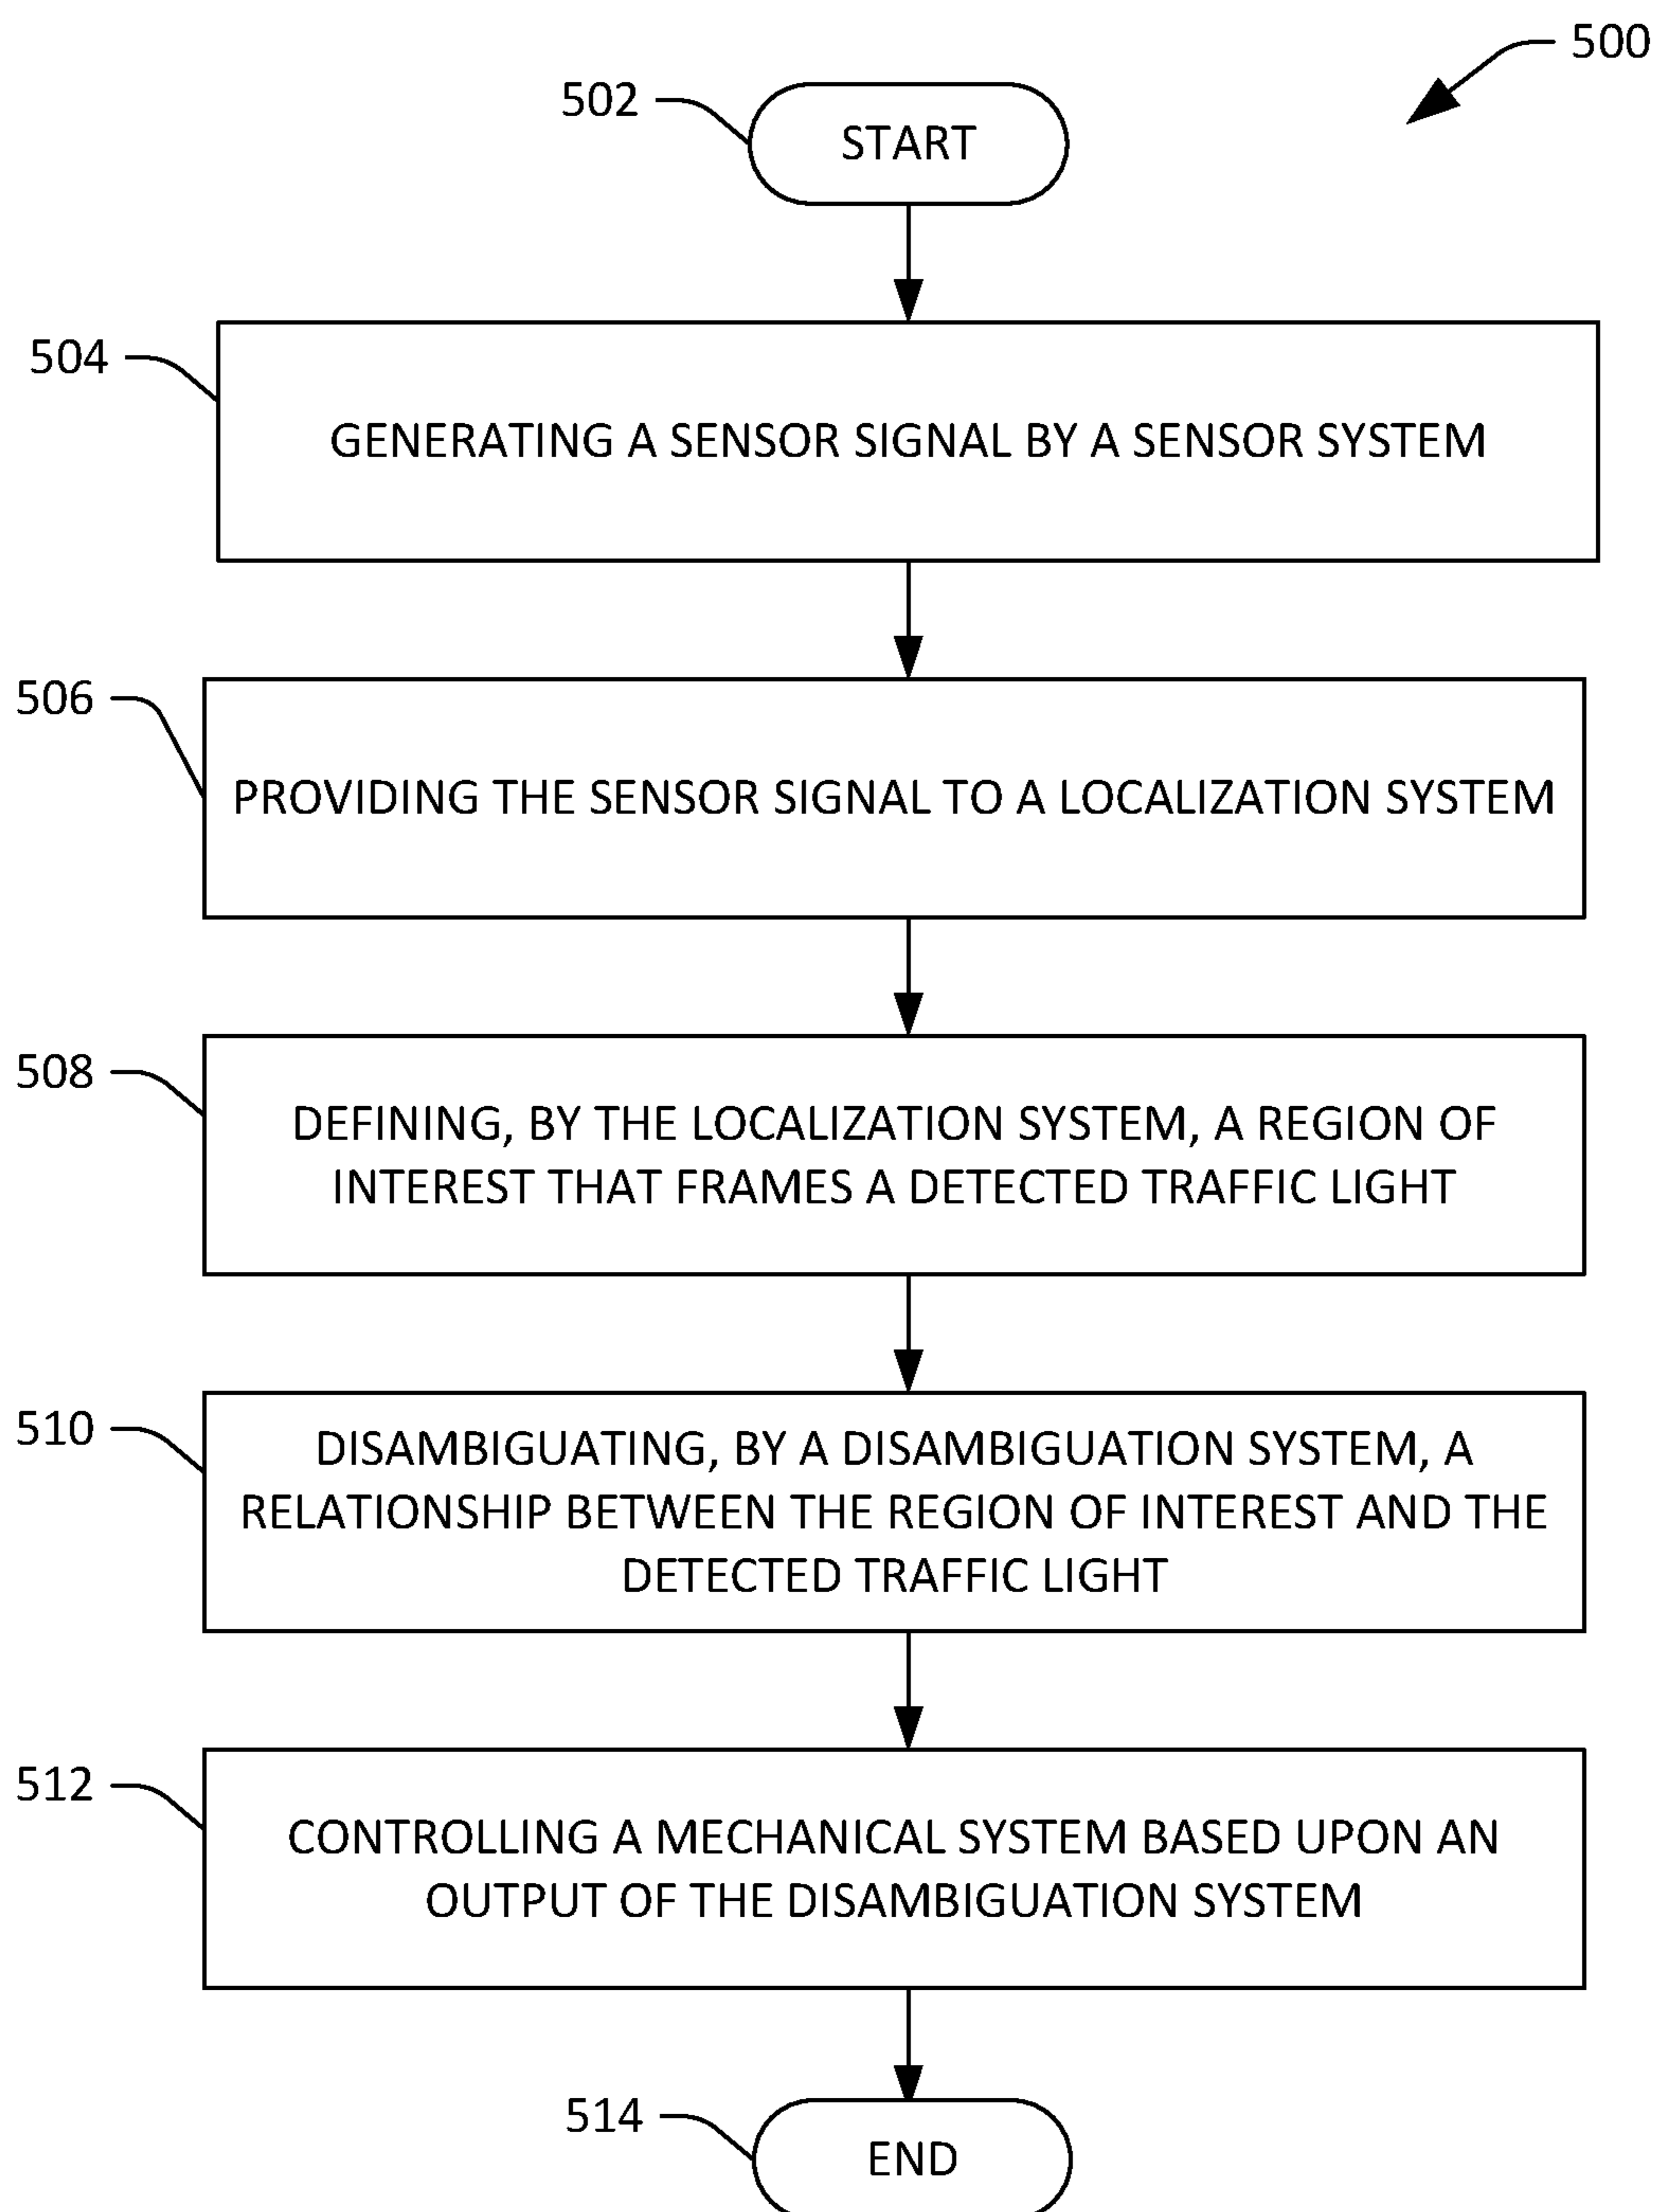 500
502
START
504
GENERATING A SENSOR SIGNAL BY A SENSOR SYSTEM
506
PROVIDING THE SENSOR SIGNAL TO A LOCALIZATION SYSTEM
508
DEFINING, BY THE LOCALIZATION SYSTEM, A REGION OF
INTEREST THAT FRAMES A DETECTED TRAFFIC LIGHT
510
DISAMBIGUATING, BY A DISAMBIGUATION SYSTEM, A
RELATIONSHIP BETWEEN THE REGION OF INTEREST AND THE
DETECTED TRAFFIC LIGHT
512
CONTROLLING A MECHANICAL SYSTEM BASED UPON AN
OUTPUT OF THE DISAMBIGUATION SYSTEM
514
END